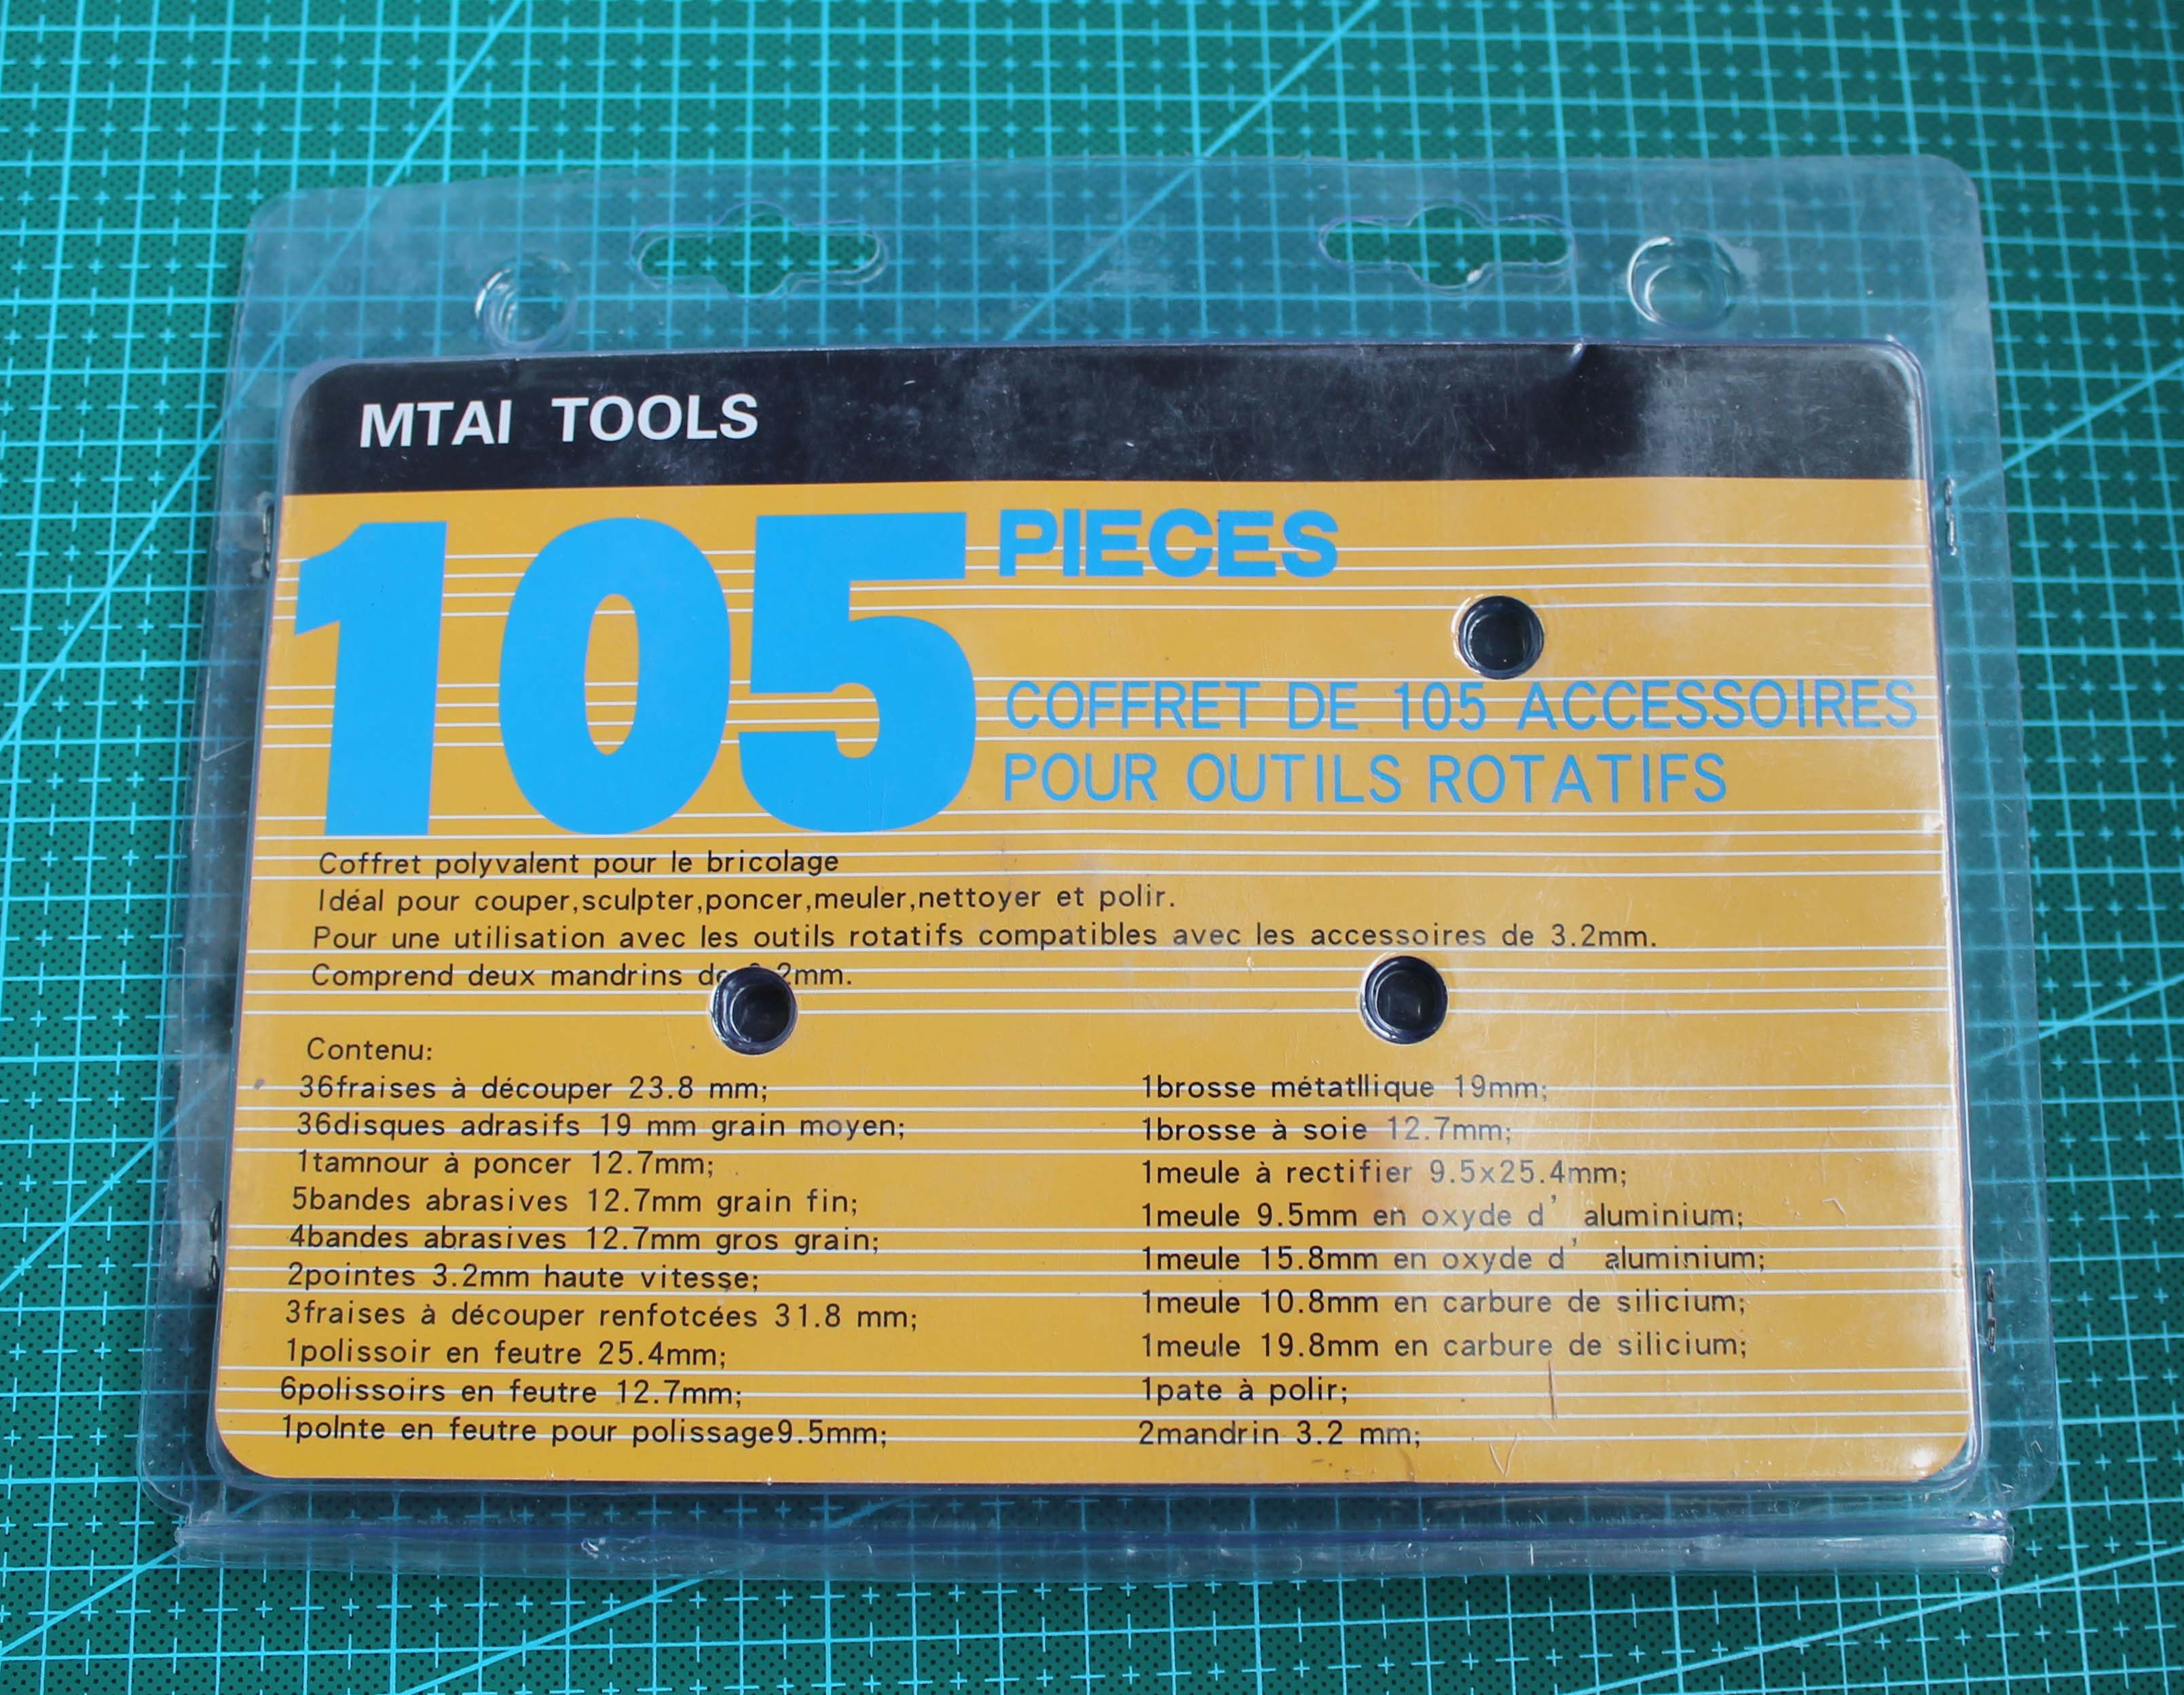 MTAI TOOLS
105 PIECES
COFFRET DE 105 ACCESSOIRES
POUR OUTILS ROTATIFS
Coffret polyvalent pour le bricolage
Idéal pour couper,sculpter,poncer,meuler,nettoyer et polir.
Pour une utilisation avec les outils rotatifs compatibles avec les accessoires de 3.2mm.
Comprend deux mandrins
Contenu:
36fraises à découper 23.8 mm;
36disques adrasifs 19 mm grain moyen;
1tamnour à poncer 12.7mm;
5bandes abrasives 12.7mm grain fin;
4bandes abrasives 12.7mm gros grain;
2pointes 3.2mm haute vitesse;
3fraises à découper renfotcées 31.8 mm;
1polissoir en feutre 25.4mm;
6polissoirs en feutre 12.7mm;
1polnte en feutre pour polissage9.5mm;
1brosse métatllique 19mm;
1brosse à soie 12.7mm;
1meule à rectifier 9.5x25.4mm;
1meule 9.5mm en oxyde d' aluminium;
1meule 15.8mm en oxyde d' aluminium;
1meule 10.8mm en carbure de silicium;
1meule 19.8mm en carbure de silicium;
1pate à polir;
2mandrin 3.2 mm;